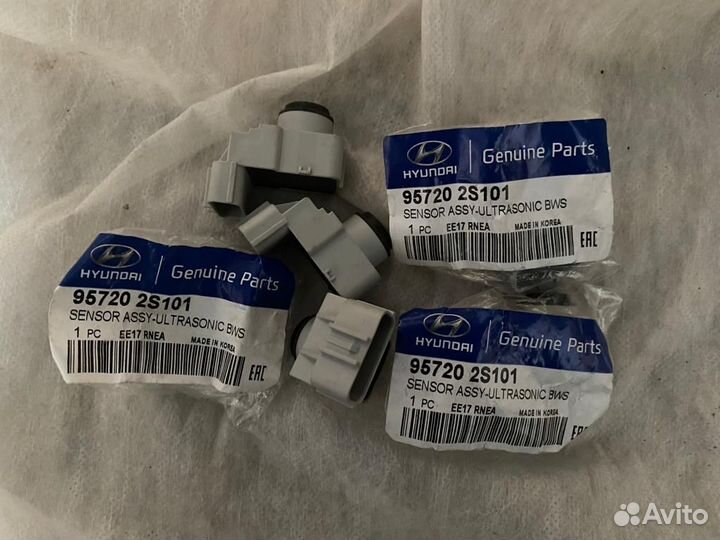 HYUNDAI
Genuine Parts
95720 2S101
SENSOR ASSY-ULTRASONIC BWS
1 PC EE17 RNEA MADE IN KOREA
EAC
HYUNDAI
Genuine Parts
95720 2S101
SENSOR ASSY-ULTRASONIC BWS
1 PC EE17 RNEA MADE IN KOREA
EAC
HYUNDAI
Genuine Parts
95720 2S101
SENSOR ASSY-ULTRASONIC BWS
1 PC EE17 RNEA MADE IN KOREA
Avito